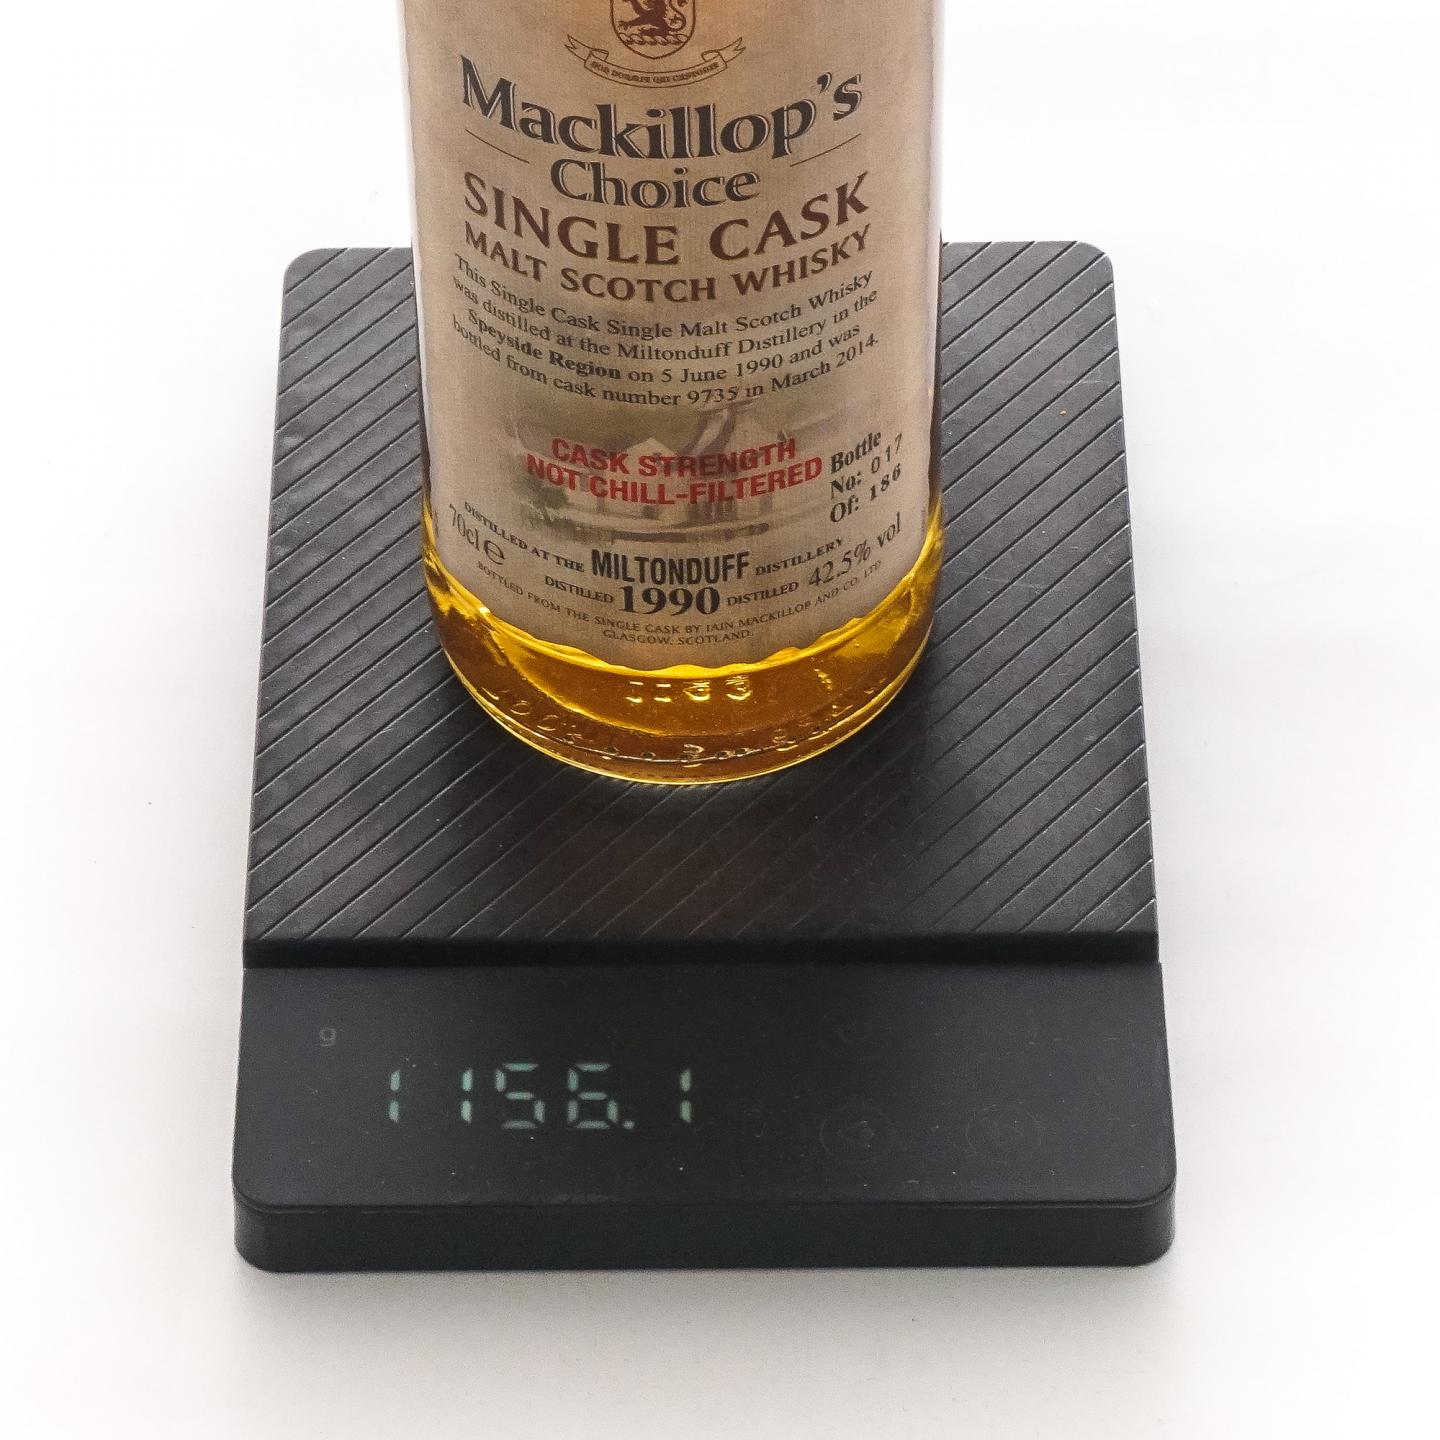 Mackillop's
Choice
SINGLE CASK
MALT SCOTCH WHISKY
This Single Cask Single Malt Scotch Whisky
was distilled at the Miltonduff Distillery in the
Speyside Region on 5 June 1990 and was
bottled from cask number 9735 in March 2014.
CASK STRENGTH
NOT CHILL-FILTERED
Bottle
No: 017
Of: 186
70cl e
DISTILLED AT THE MILTONDUFF DISTILLERY
DISTILLED 1990 DISTILLED 42.5% vol
BOTTLED FROM THE SINGLE CASK BY IAIN MACKILLOP AND CO. LTD
GLASGOW, SCOTLAND.
g
1156.1